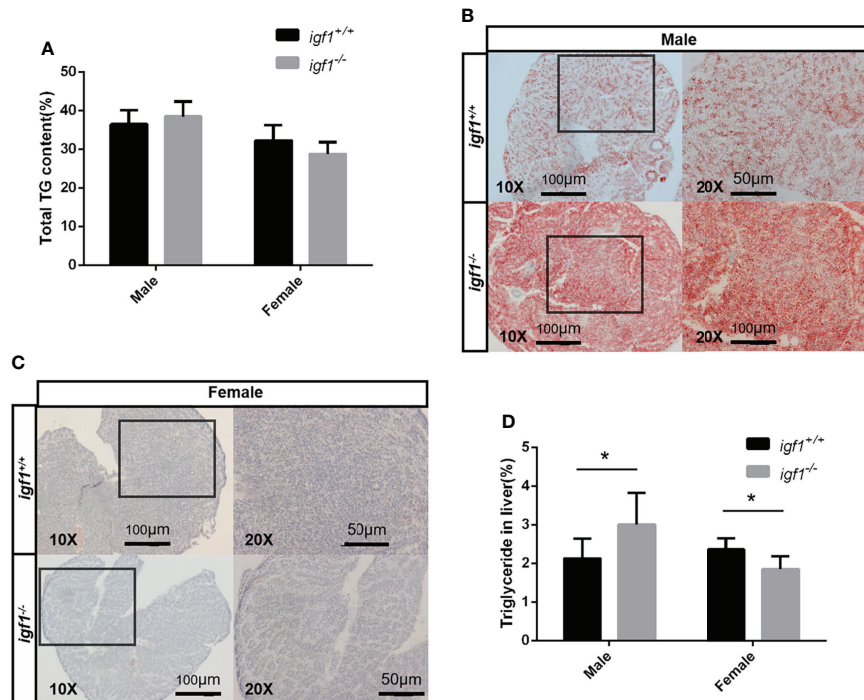 A
igf1+/+
igf1-/-
Total TG content(%)
50
40
30
20
10
0
Male
Female
B
Male
igf1+/+
10X
100μm
20X
50μm
igf1-/-
10X
100μm
20X
100μm
C
Female
igf1+/+
10X
100μm
20X
50μm
igf1-/-
10X
100μm
20X
50μm
D
igf1+/+
igf1-/-
Triglyceride in liver(%)
5
4
3
2
1
0
*
*
Male
Female